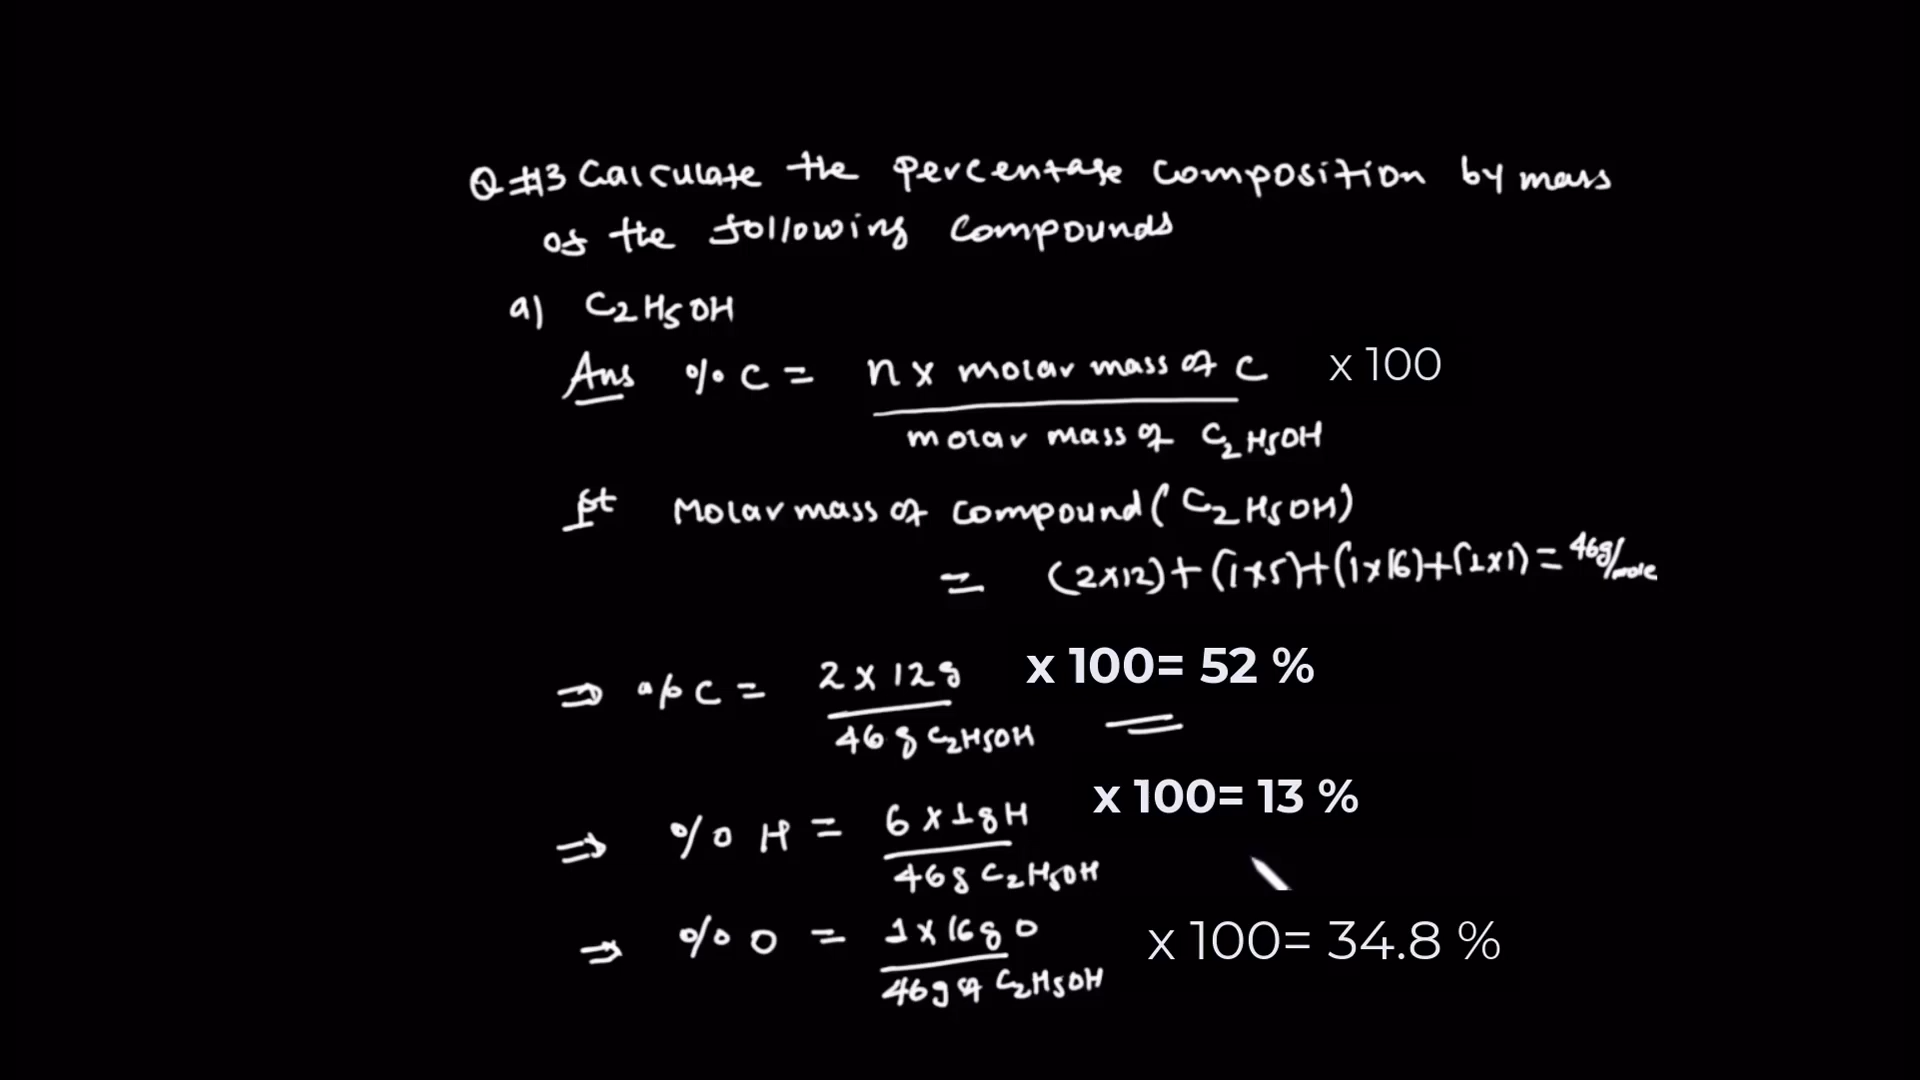 Q#3 Calculate the percentage composition by mass
of the following compounds
a) C2H5OH
Ans % C = n x molar mass of C x 100
molar mass of C2H5OH
1st Molar mass of compound (C2H5OH)
= (2x12)+(1x5)+(1x16)+(1x1) = 46g/mole
⇒ % C = 2 x 12g x 100= 52 %
46 g C2H5OH
⇒ % H = 6 x 1g H x 100= 13 %
46g C2H5OH
⇒ % O = 1 x 16g O x 100= 34.8 %
46g of C2H5OH